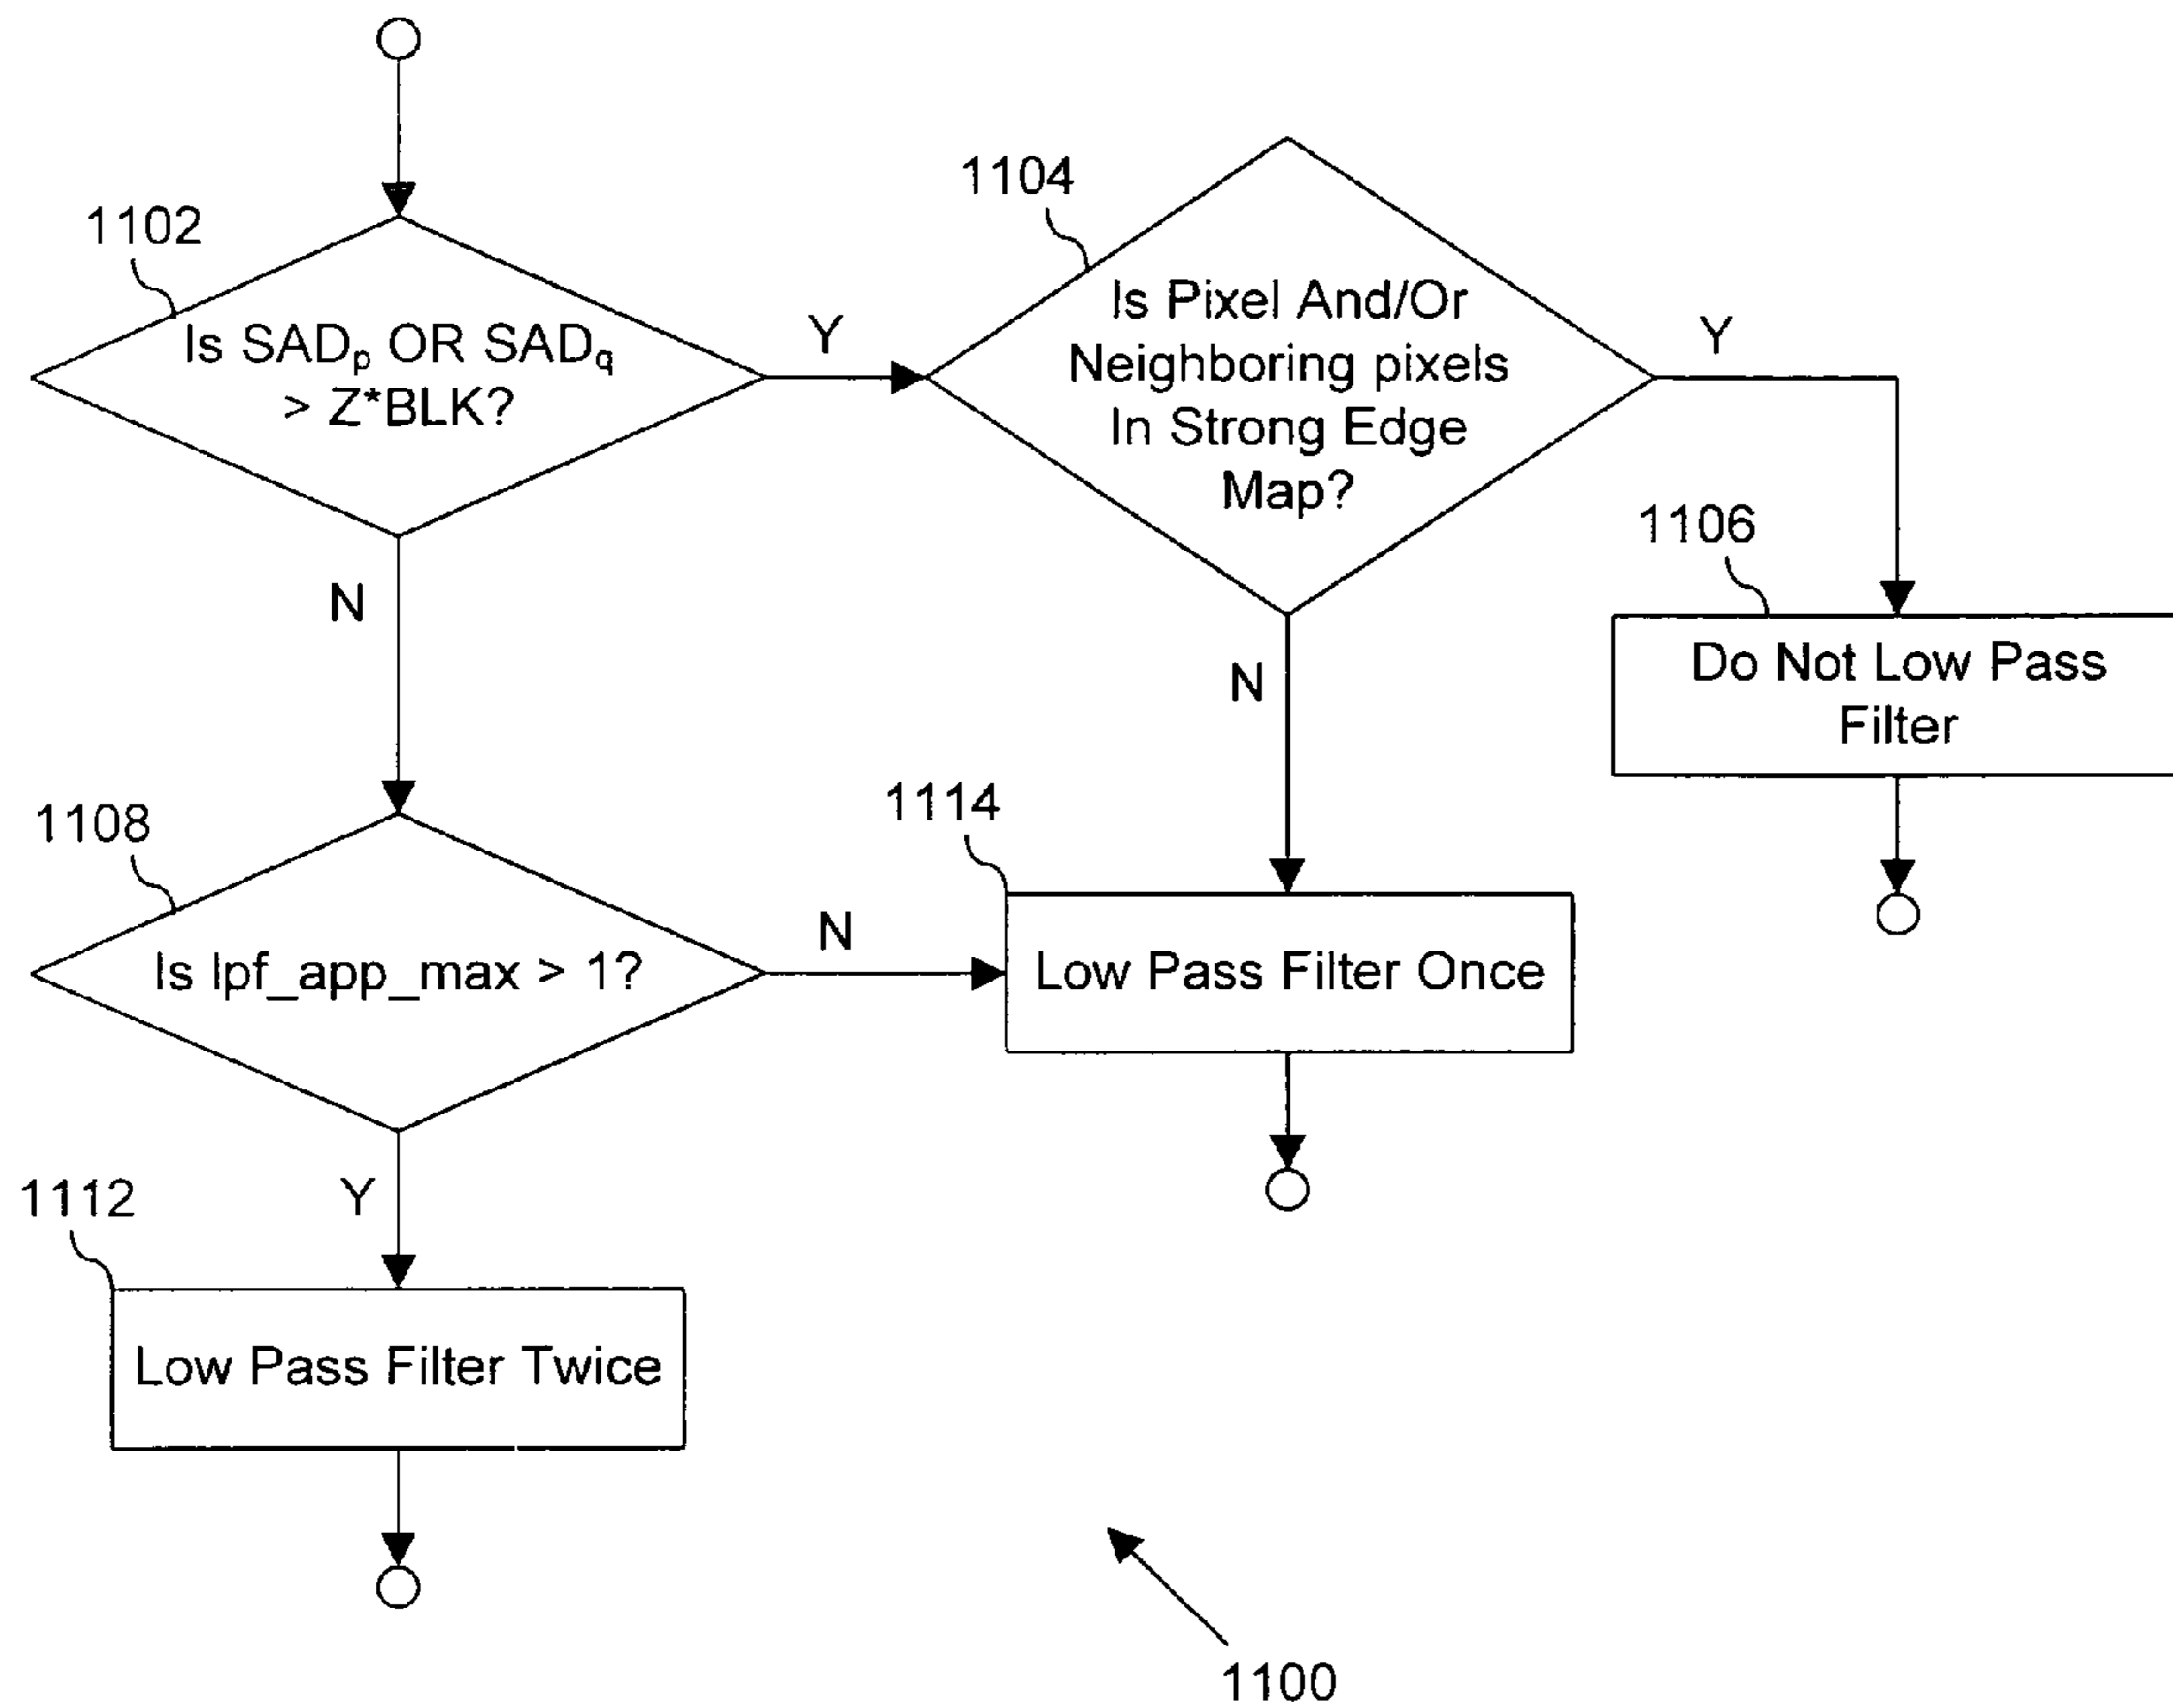 1102
Is SADp OR SADq
> Z*BLK?
Y
N
1104
Is Pixel And/Or
Neighboring pixels
In Strong Edge
Map?
Y
N
1106
Do Not Low Pass
Filter
1108
Is lpf_app_max > 1?
N
Y
1114
Low Pass Filter Once
1112
Low Pass Filter Twice
1100